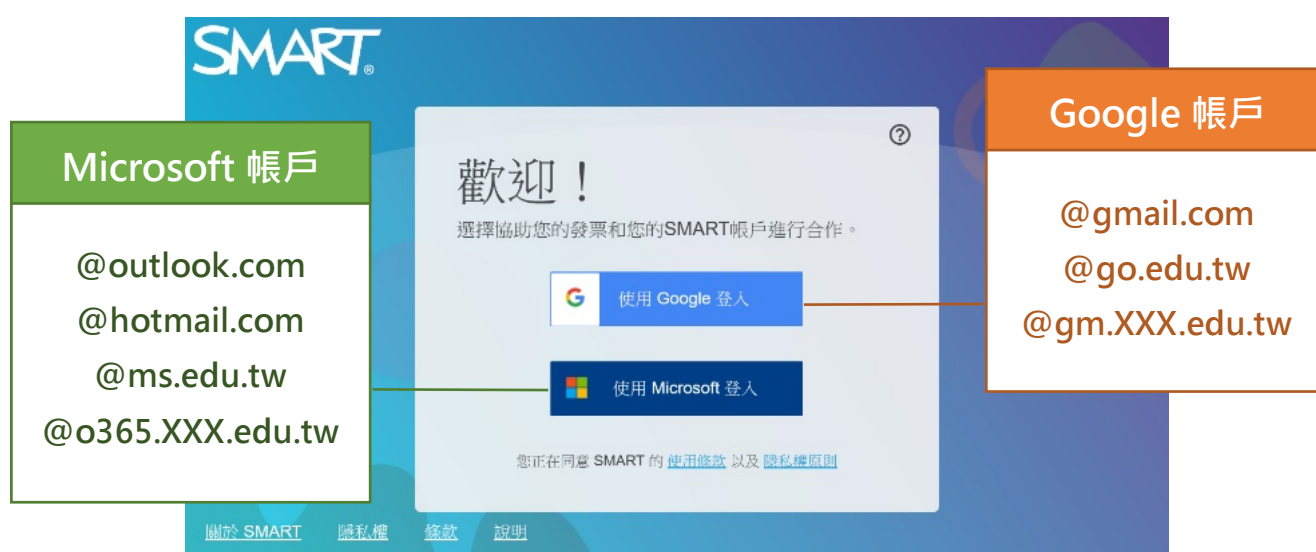 SMART®
Microsoft 帳戶
@outlook.com
@hotmail.com
@ms.edu.tw
@o365.XXX.edu.tw
歡迎！
選擇協助您的發票和您的SMART帳戶進行合作。
使用 Google 登入
使用 Microsoft 登入
您正在同意 SMART 的 使用條款 以及 隱私權原則
Google 帳戶
@gmail.com
@go.edu.tw
@gm.XXX.edu.tw
關於 SMART 隱私權 條款 說明